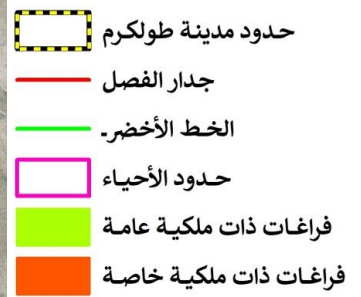 حدود مدينة طولكرم
جدار الفصل
الخط الأخضر
حدود الأحياء
فراغات ذات ملكية عامة
فراغات ذات ملكية خاصة